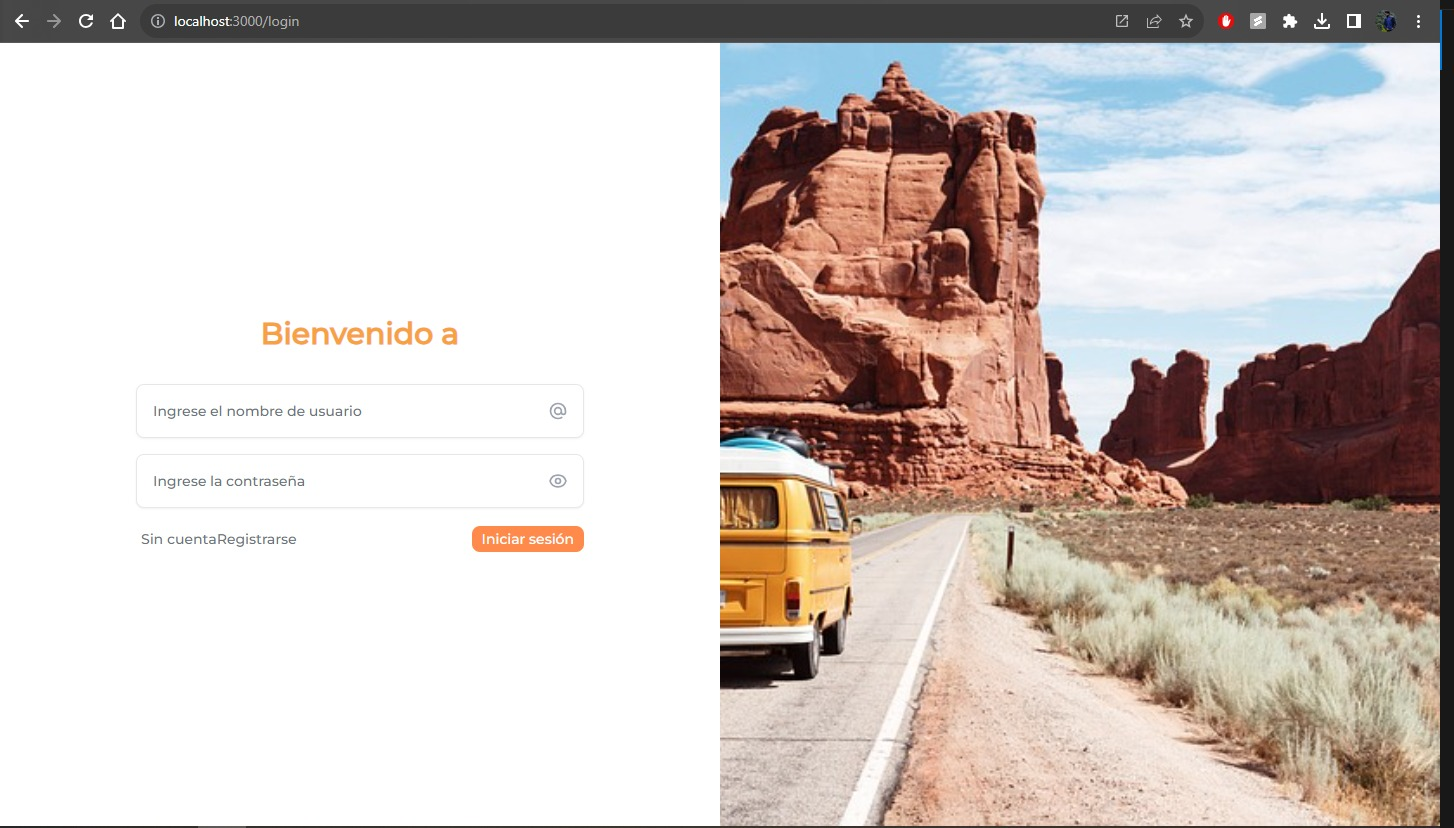 localhost:3000/login
Bienvenido a
Ingrese el nombre de usuario
Ingrese la contraseña
Sin cuentaRegistrarse
Iniciar sesión